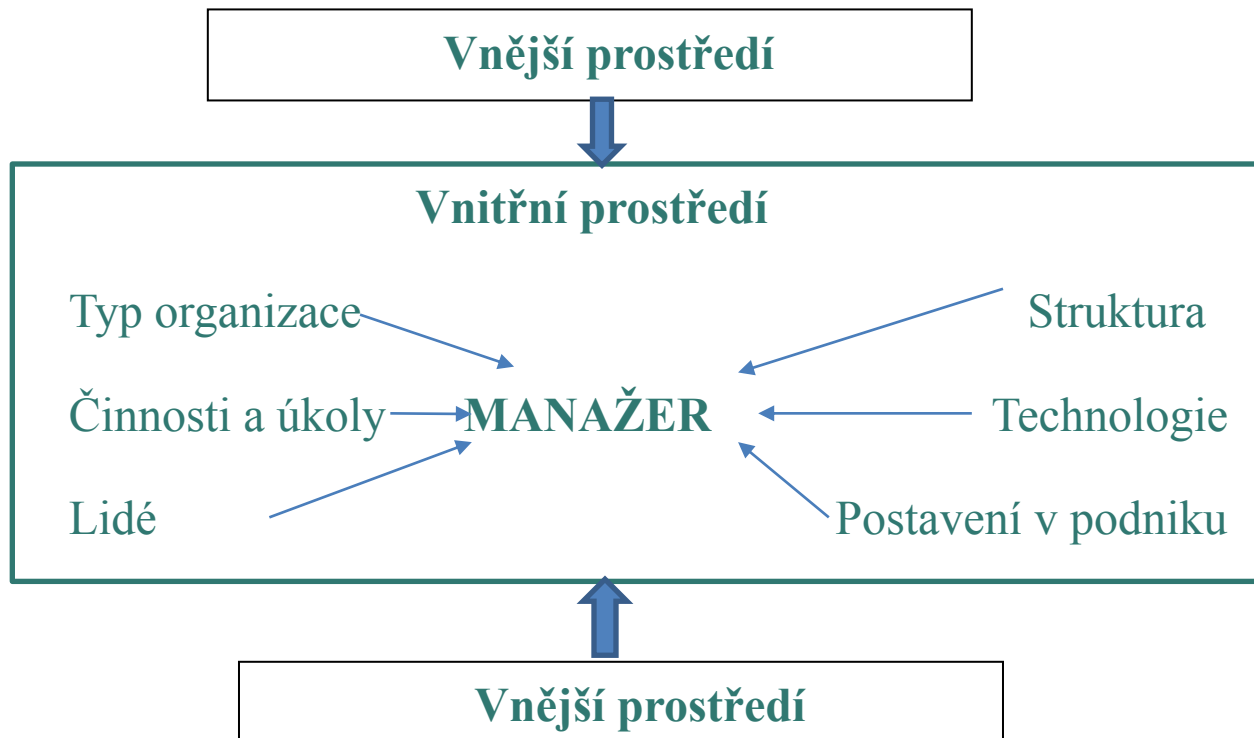 Vnější prostředí
Vnitřní prostředí
Typ organizace
Struktura
Činnosti a úkoly
MANAŽER
Technologie
Lidé
Postavení v podniku
Vnější prostředí